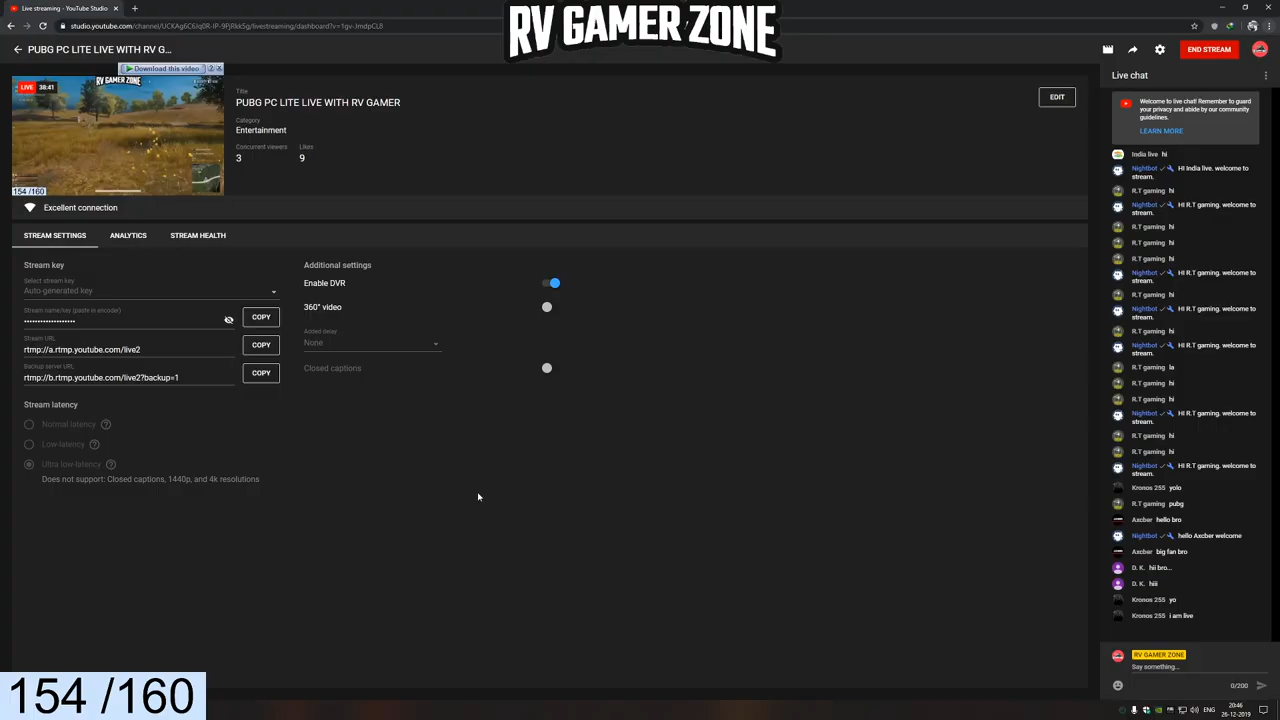 Livestreaming - YouTube Studio
studio.youtube.com/channel/
/livestreaming/dashboard?
RV GAMER ZONE
PUBG PC LITE LIVE WITH RV G...
END STREAM
Download this video
LIVE 38:41
RV GAMER ZONE
154 /160
Title
PUBG PC LITE LIVE WITH RV GAMER
EDIT
Category
Entertainment
Concurrent viewers
Likes
3
9
Excellent connection
STREAM SETTINGS
ANALYTICS
STREAM HEALTH
Stream key
Select stream key
Auto-generated key
Stream name/key (paste in encoder)
•••••••••••••••••••
COPY
Stream URL
rtmp://a.rtmp.youtube.com/live2
COPY
Backup server URL
rtmp://b.rtmp.youtube.com/live2?backup=1
COPY
Stream latency
Normal latency
Low-latency
Ultra low-latency
Does not support: Closed captions, 1440p, and 4k resolutions
Additional settings
Enable DVR
360° video
Added delay
None
Closed captions
Live chat
Welcome to live chat! Remember to guard
your privacy and abide by our community
guidelines.
LEARN MORE
India live hi
Nightbot HI India live. welcome to
stream.
R.T gaming hi
Nightbot HI R.T gaming. welcome to
stream.
R.T gaming hi
R.T gaming hi
R.T gaming hi
Nightbot HI R.T gaming. welcome to
stream.
R.T gaming hi
Nightbot HI R.T gaming. welcome to
stream.
R.T gaming hi
Nightbot HI R.T gaming. welcome to
stream.
R.T gaming la
R.T gaming hi
R.T gaming hi
Nightbot HI R.T gaming. welcome to
stream.
R.T gaming hi
R.T gaming hi
Nightbot HI R.T gaming. welcome to
stream.
Kronos 255 yolo
R.T gaming pubg
Axcber hello bro
Nightbot hello Axcber welcome
Axcber big fan bro
D. K. hii bro...
D. K. hiii
Kronos 255 yo
Kronos 255 i am live
RV GAMER ZONE
Say something...
0/200
154 /160
ENG
20:46
26-12-2019